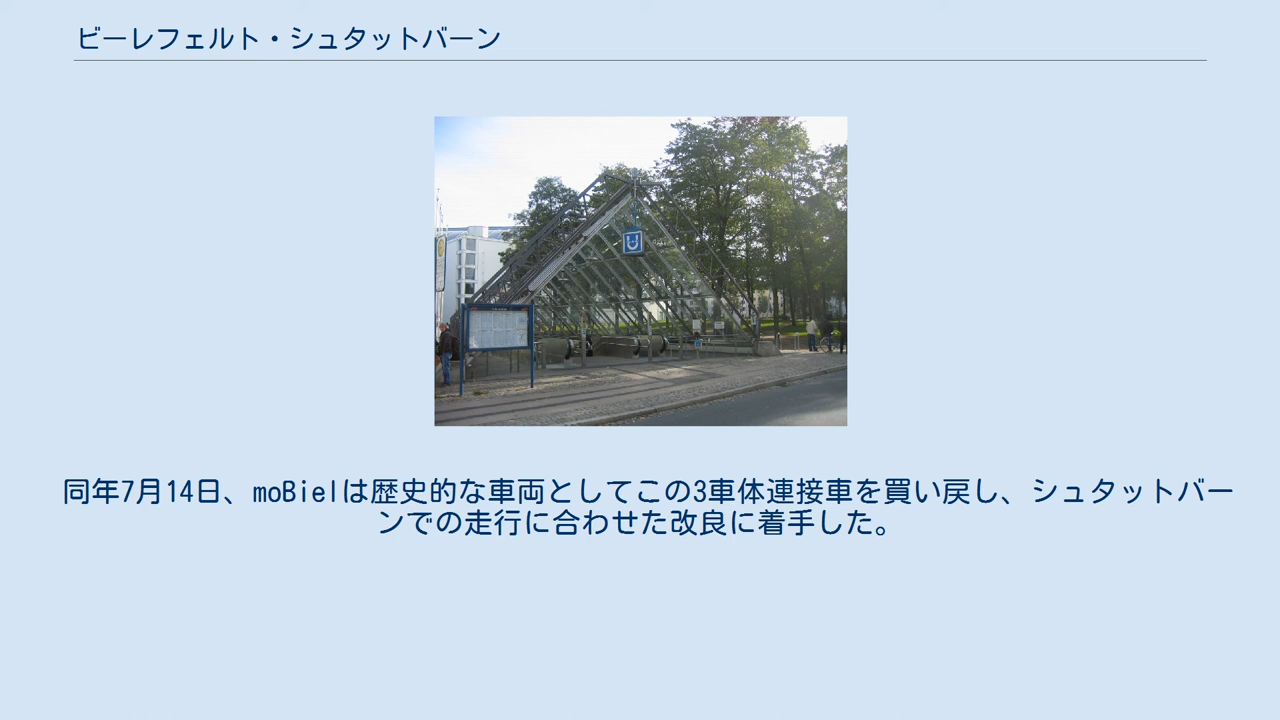 ビーレフェルト・シュタットバーン
U
同年7月14日、moBielは歴史的な車両としてこの3車体連接車を買い戻し、シュタットバー
ンでの走行に合わせた改良に着手した。